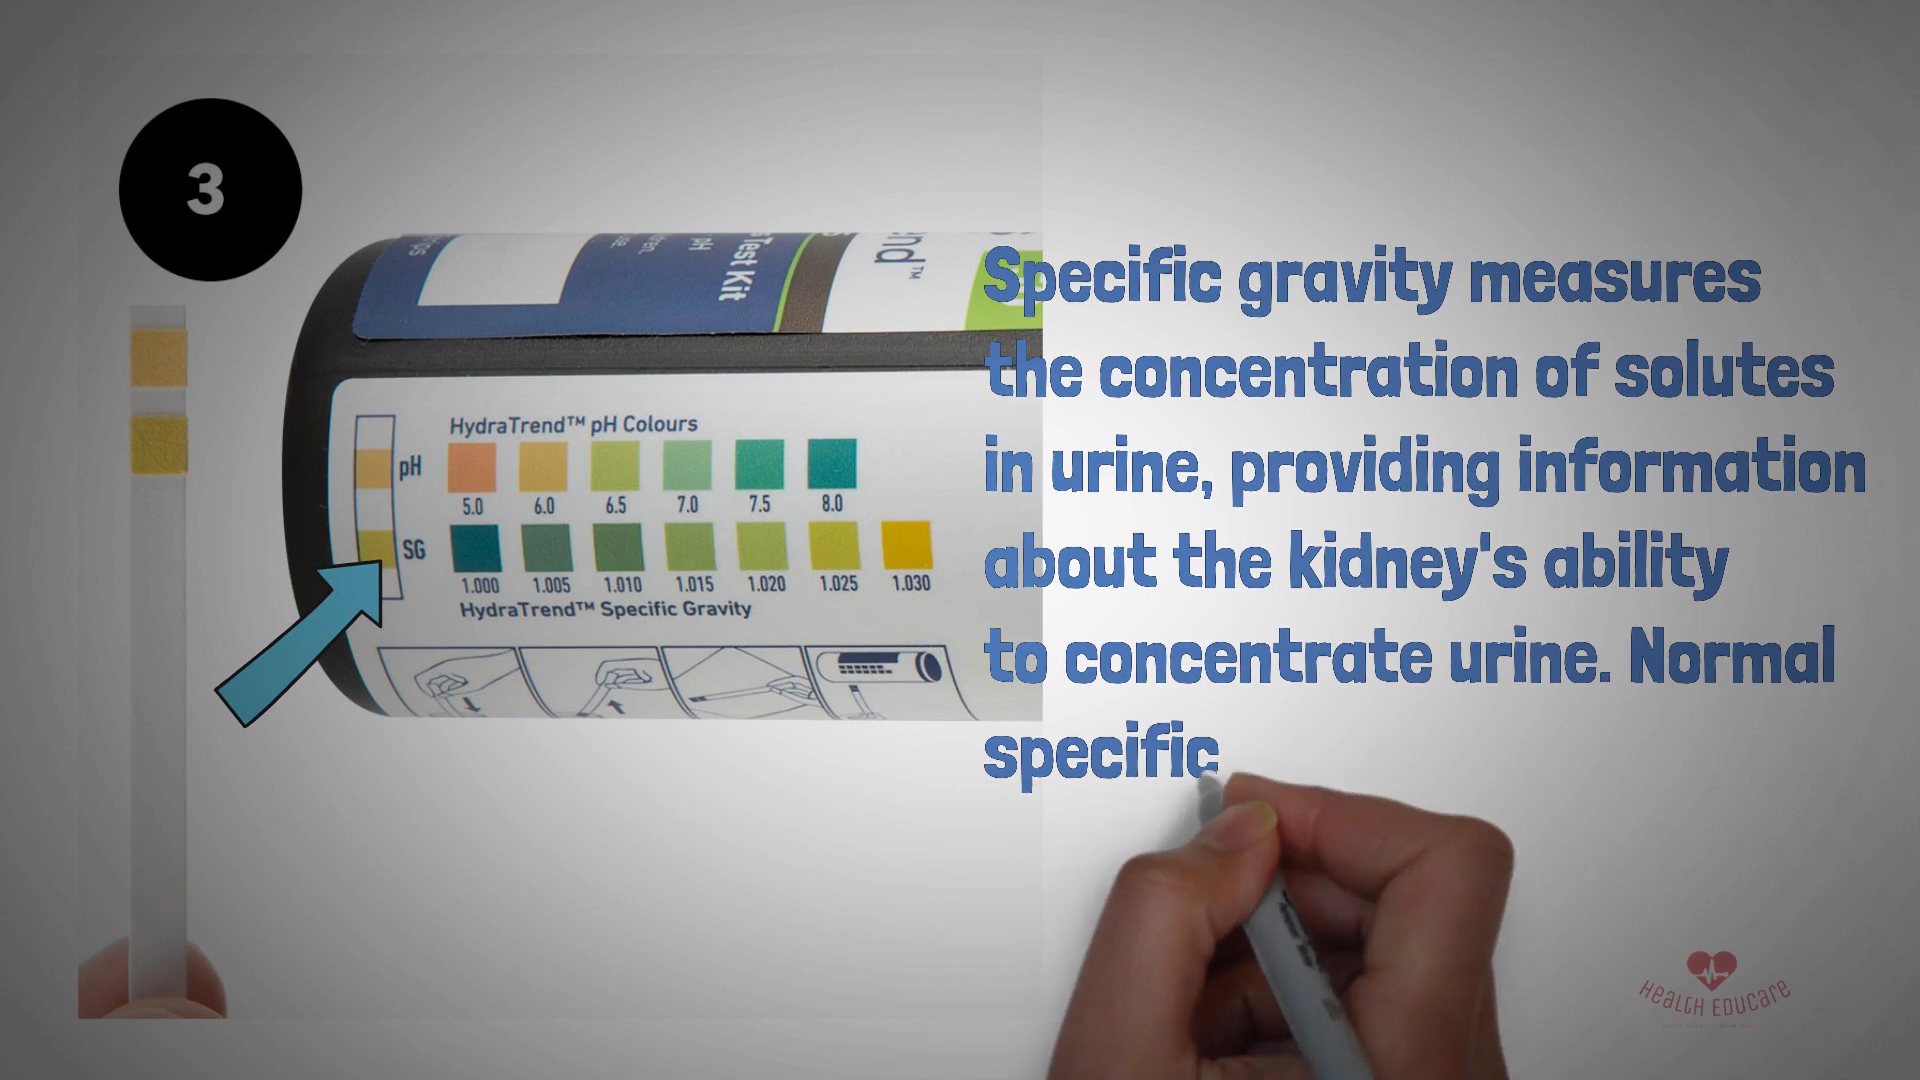 3
Test Kit
pH
nd™
HydraTrend™ pH Colours
pH
5.0 6.0 6.5 7.0 7.5 8.0
SG
1.000 1.005 1.010 1.015 1.020 1.025 1.030
HydraTrend™ Specific Gravity
Specific gravity measures
the concentration of solutes
in urine, providing information
about the kidney's ability
to concentrate urine. Normal
specific
HEALTH EDUCARE